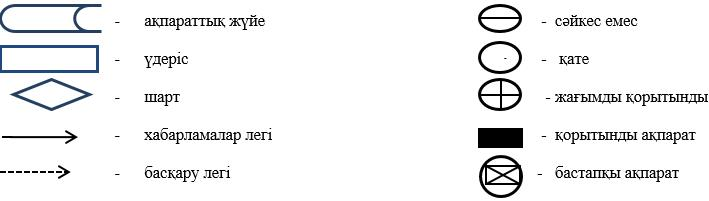 - ақпараттық жүйе
- үдеріс
- шарт
- хабарламалар легі
- басқару легі
- сәйкес емес
- қате
- жағымды қорытынды
- қорытынды ақпарат
- бастапқы ақпарат